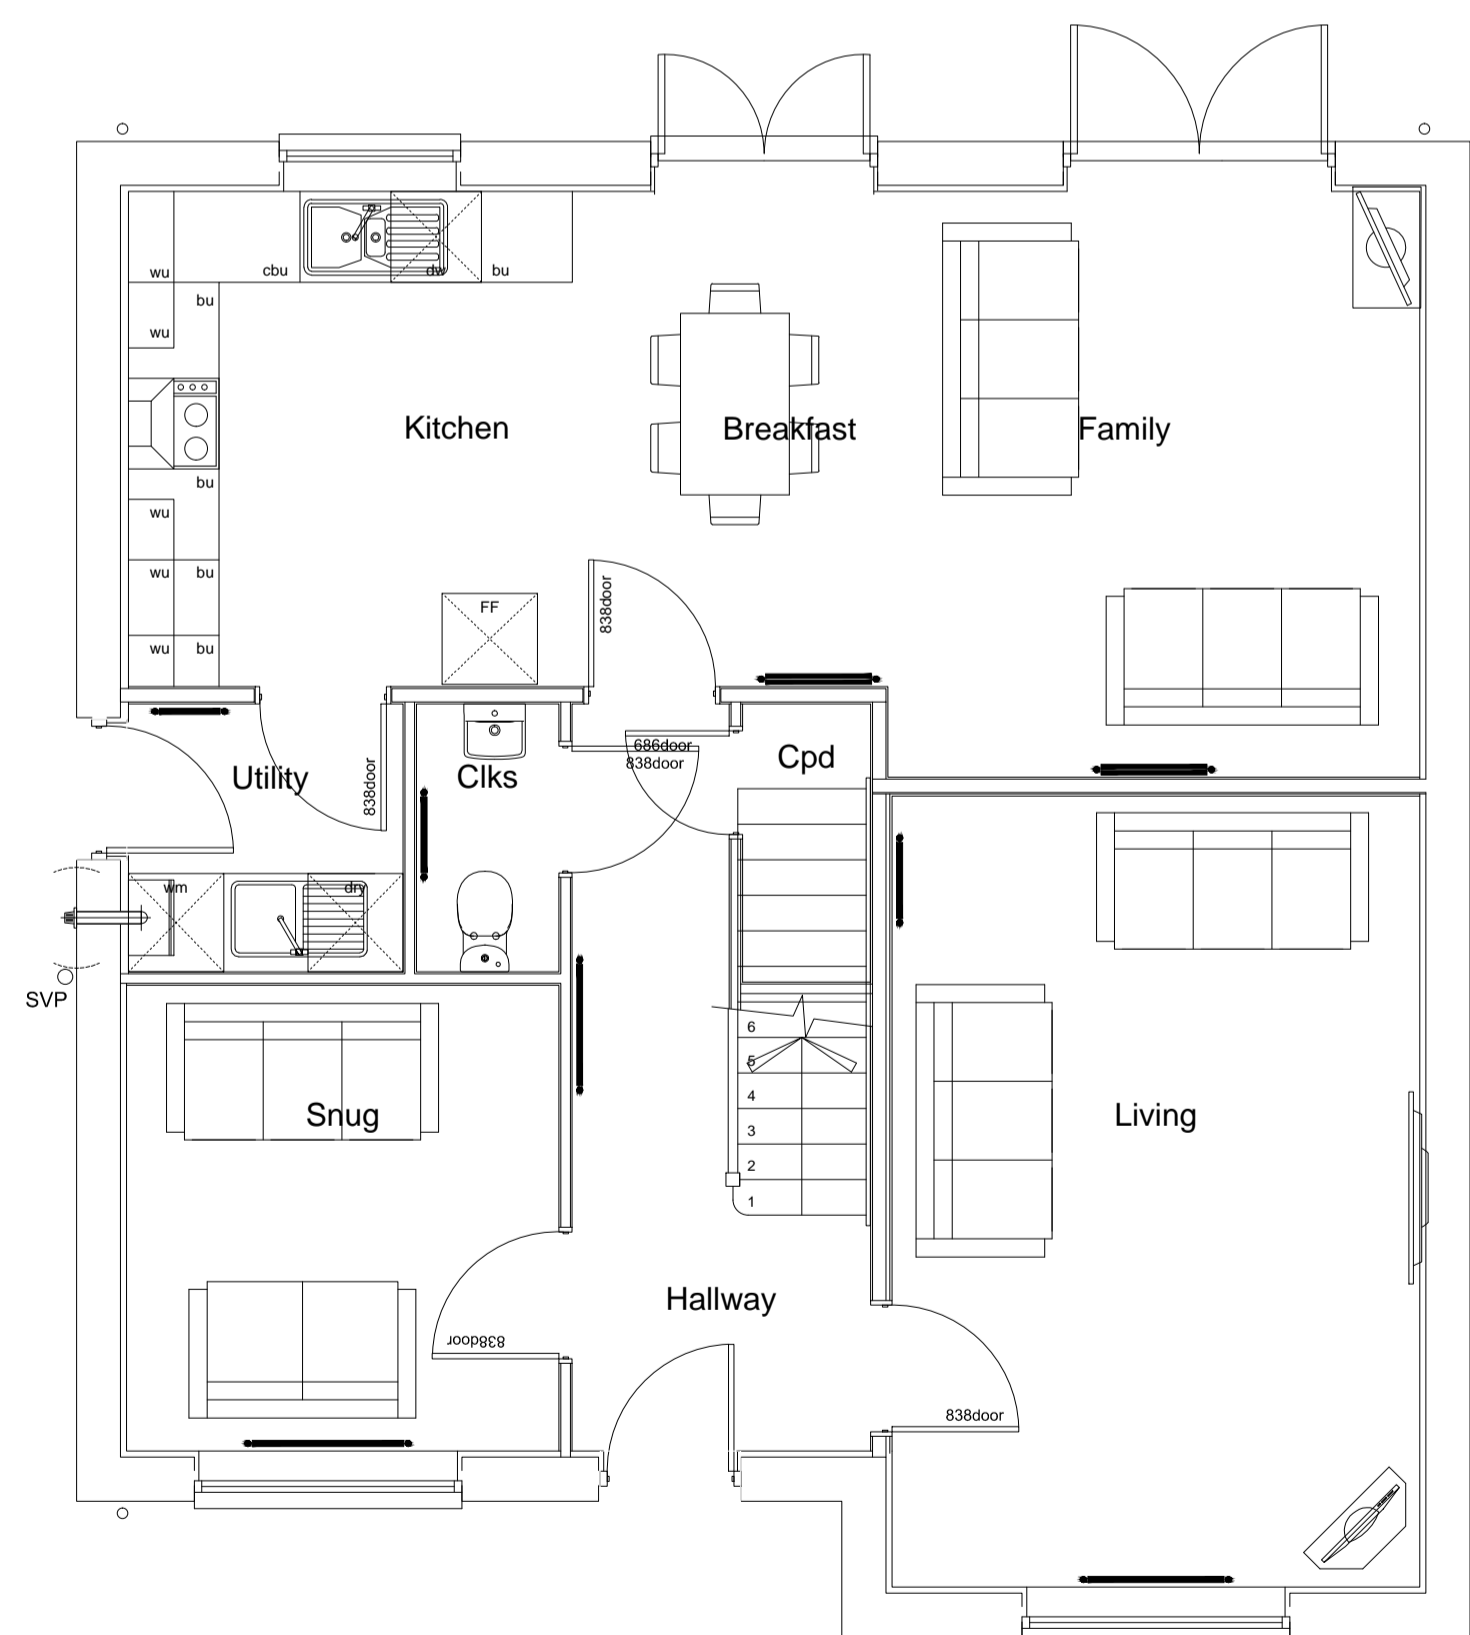 wu
cbu
dw
bu
bu
wu
Kitchen
Breakfast
Family
bu
wu
wu
bu
838door
FF
wu
bu
686door
838door
Cpd
Utility
838door
Clks
wm
dry
SVP
6
5
4
Snug
Living
3
2
1
Hallway
838door
838door